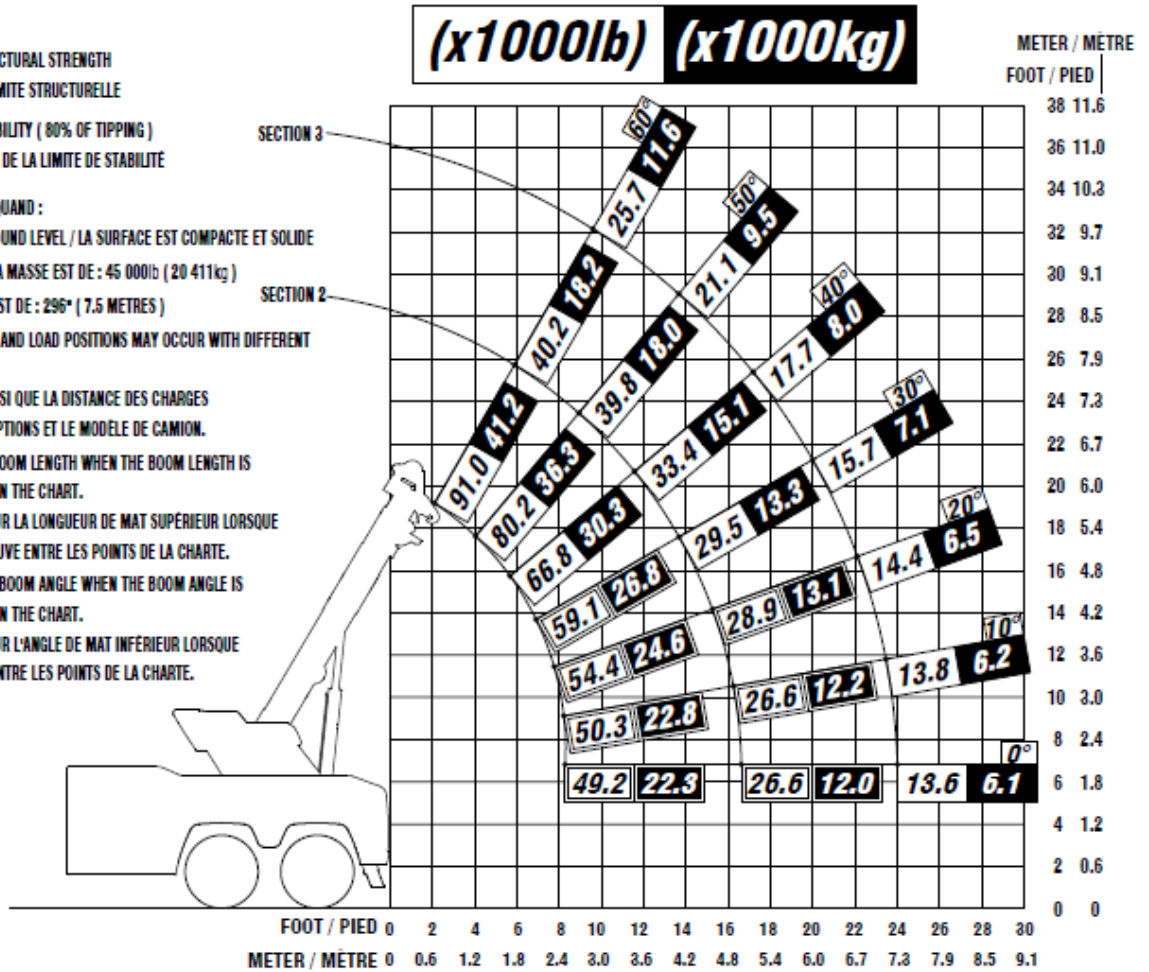 (x1000lb) (x1000kg)
METER / MÈTRE
FOOT / PIED
CTURAL STRENGTH
MITE STRUCTURELLE
BILITY ( 80% OF TIPPING )
DE LA LIMITE DE STABILITÉ
SECTION 3
QUAND :
UND LEVEL / LA SURFACE EST COMPACTE ET SOLIDE
A MASSE EST DE : 45 000lb ( 20 411kg )
ST DE : 296" ( 7.5 METRES )
SECTION 2
AND LOAD POSITIONS MAY OCCUR WITH DIFFERENT
SI QUE LA DISTANCE DES CHARGES
PTIONS ET LE MODÈLE DE CAMION.
OOM LENGTH WHEN THE BOOM LENGTH IS
N THE CHART.
UR LA LONGUEUR DE MAT SUPÉRIEUR LORSQUE
UVE ENTRE LES POINTS DE LA CHARTE.
BOOM ANGLE WHEN THE BOOM ANGLE IS
N THE CHART.
UR L'ANGLE DE MAT INFÉRIEUR LORSQUE
NTRE LES POINTS DE LA CHARTE.
60°
91.0 41.2
40.2 18.2
25.7 11.6
50°
80.2 36.3
39.8 18.0
21.1 9.5
40°
66.8 30.3
33.4 15.1
17.7 8.0
30°
59.1 26.8
29.5 13.3
15.7 7.1
20°
54.4 24.6
28.9 13.1
14.4 6.5
10°
50.3 22.8
26.6 12.2
13.8 6.2
0°
49.2 22.3
26.6 12.0
13.6 6.1
38 11.6
36 11.0
34 10.3
32 9.7
30 9.1
28 8.5
26 7.9
24 7.3
22 6.7
20 6.0
18 5.4
16 4.8
14 4.2
12 3.6
10 3.0
8 2.4
6 1.8
4 1.2
2 0.6
0 0
FOOT / PIED 0 2 4 6 8 10 12 14 16 18 20 22 24 26 28 30
METER / MÈTRE 0 0.6 1.2 1.8 2.4 3.0 3.6 4.2 4.8 5.4 6.0 6.7 7.3 7.9 8.5 9.1